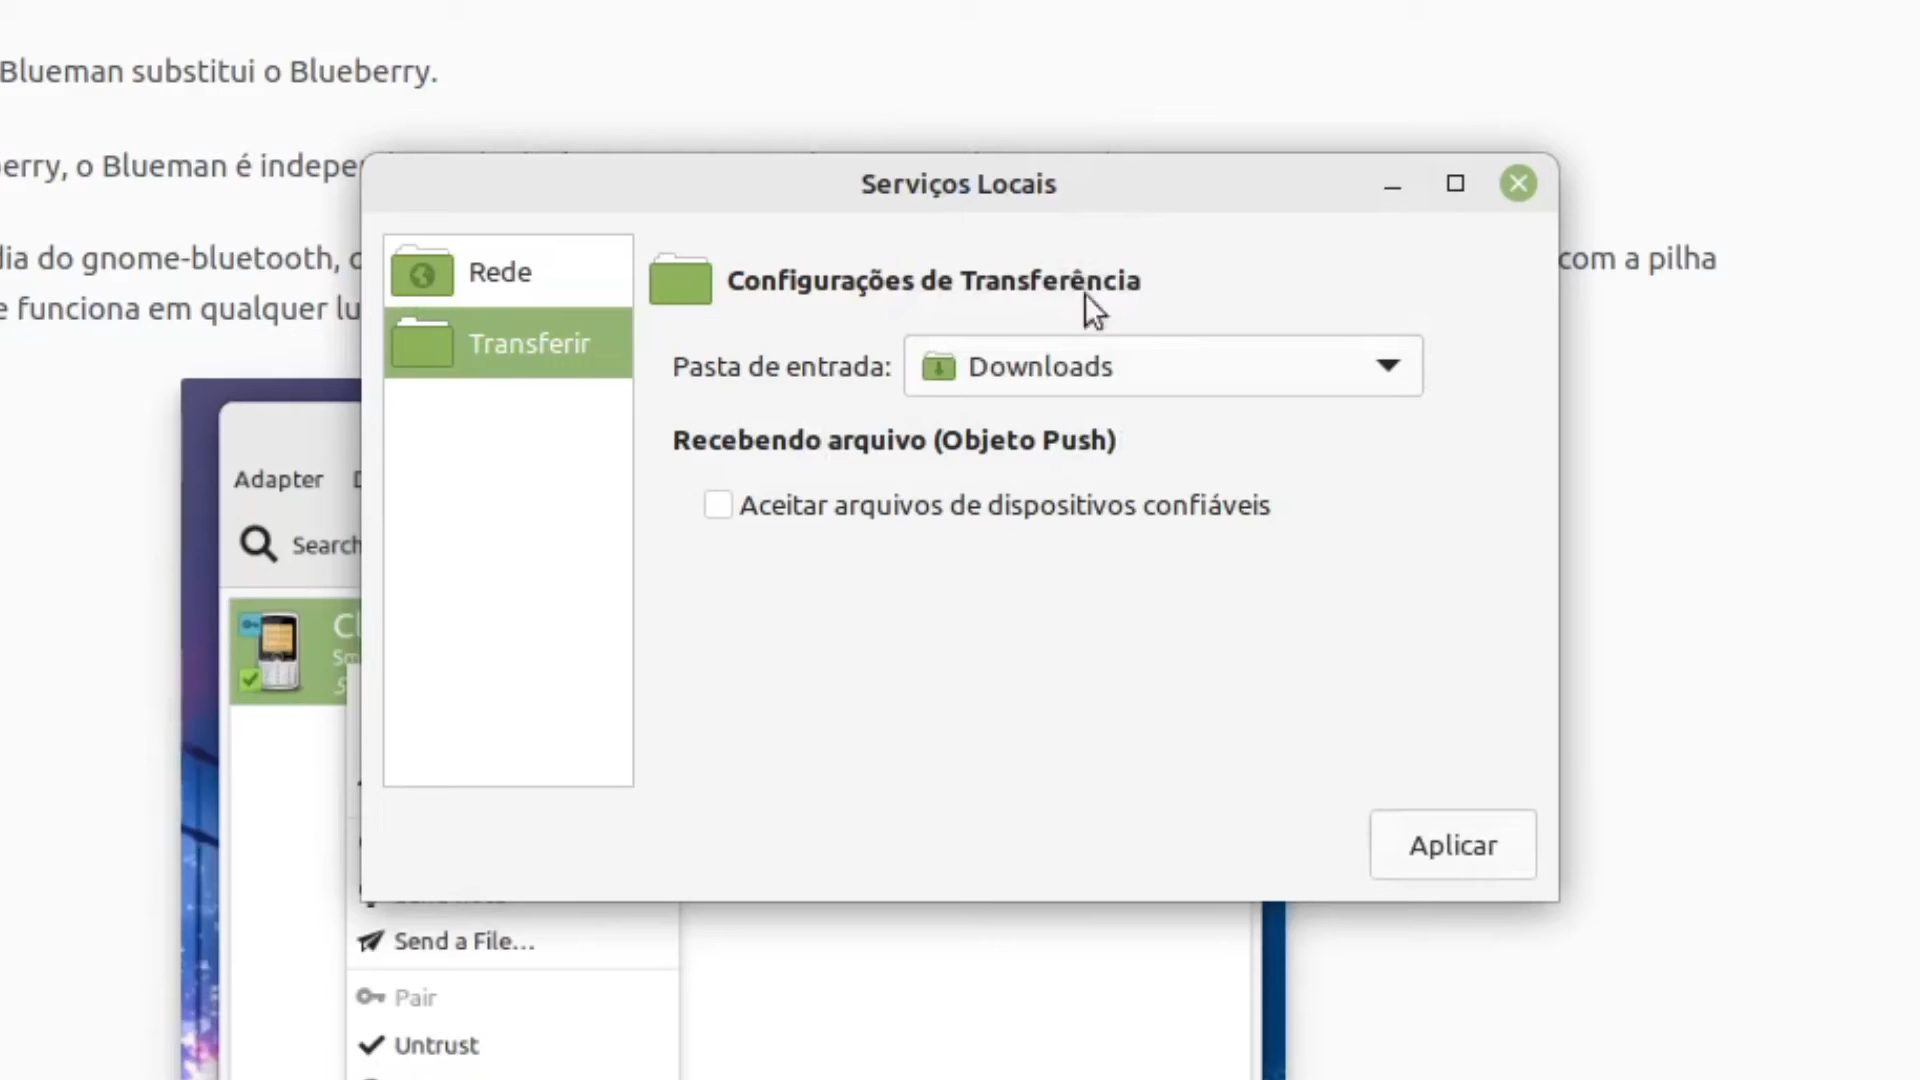 Blueman substitui o Blueberry.
erry, o Blueman é indepe
Serviços Locais
dia do gnome-bluetooth,
com a pilha
e funciona em qualquer lu
Rede
Transferir
Configurações de Transferência
Pasta de entrada:
Downloads
Recebendo arquivo (Objeto Push)
Aceitar arquivos de dispositivos confiáveis
Adapter
Search
Aplicar
Send a File...
Pair
Untrust